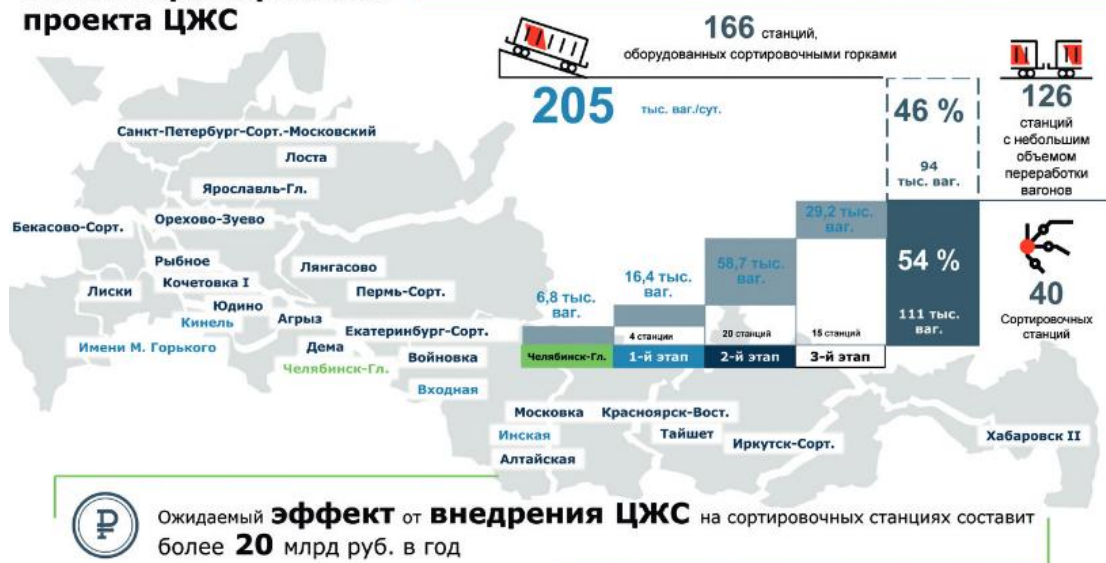 проекта ЦЖС
166 станций,
оборудованных сортировочными горками
205 тыс. ваг./сут.
46 %
94
тыс. ваг.
126
станций
с небольшим
объемом
переработки
вагонов
Санкт-Петербург-Сорт.-Московский
Лоста
Ярославль-Гл.
Орехово-Зуево
Бекасово-Сорт.
Рыбное
Лянгасово
Кочетовка I
Лиски
Пермь-Сорт.
Юдино
Кинель
Агрыз
Имени М. Горького
Екатеринбург-Сорт.
Дема
Войновка
Челябинск-Гл.
Входная
Московка
Красноярск-Вост.
Инская
Тайшет
Иркутск-Сорт.
Алтайская
Хабаровск II
6,8 тыс.
ваг.
16,4 тыс.
ваг.
58,7 тыс.
ваг.
29,2 тыс.
ваг.
4 станции
20 станций
15 станций
Челябинск-Гл.
1-й этап
2-й этап
3-й этап
54 %
111 тыс.
ваг.
40
Сортировочных
станций
Ожидаемый эффект от внедрения ЦЖС на сортировочных станциях составит
более 20 млрд руб. в год